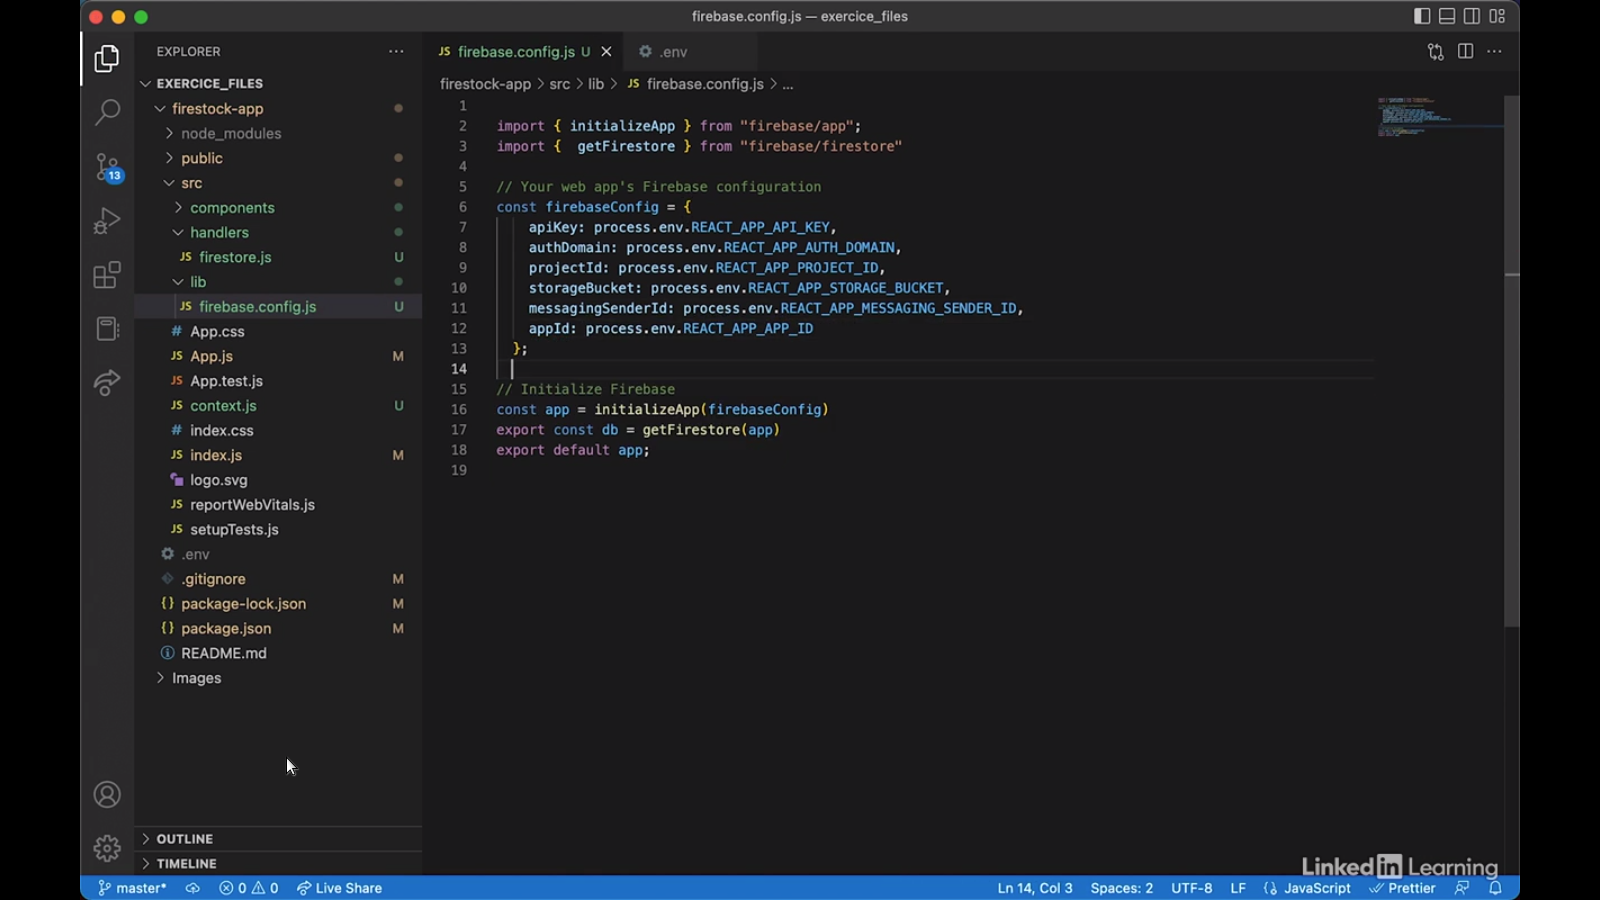 firebase.config.js — exercice_files
EXPLORER
EXERCICE_FILES
firestock-app
node_modules
public
src
components
handlers
JS firestore.js U
lib
JS firebase.config.js U
# App.css
JS App.js M
JS App.test.js
JS context.js U
# index.css
JS index.js M
logo.svg
JS reportWebVitals.js
JS setupTests.js
.env
.gitignore M
{} package-lock.json M
{} package.json M
README.md
Images
OUTLINE
TIMELINE
13
JS firebase.config.js U
.env
firestock-app > src > lib > JS firebase.config.js > ...
1
2 import { initializeApp } from "firebase/app";
3 import {  getFirestore } from "firebase/firestore"
4
5 // Your web app's Firebase configuration
6 const firebaseConfig = {
7 apiKey: process.env.REACT_APP_API_KEY,
8 authDomain: process.env.REACT_APP_AUTH_DOMAIN,
9 projectId: process.env.REACT_APP_PROJECT_ID,
10 storageBucket: process.env.REACT_APP_STORAGE_BUCKET,
11 messagingSenderId: process.env.REACT_APP_MESSAGING_SENDER_ID,
12 appId: process.env.REACT_APP_APP_ID
13 };
14
15 // Initialize Firebase
16 const app = initializeApp(firebaseConfig)
17 export const db = getFirestore(app)
18 export default app;
19
LinkedIn Learning
master* 0 0 Live Share
Ln 14, Col 3 Spaces: 2 UTF-8 LF {} JavaScript Prettier